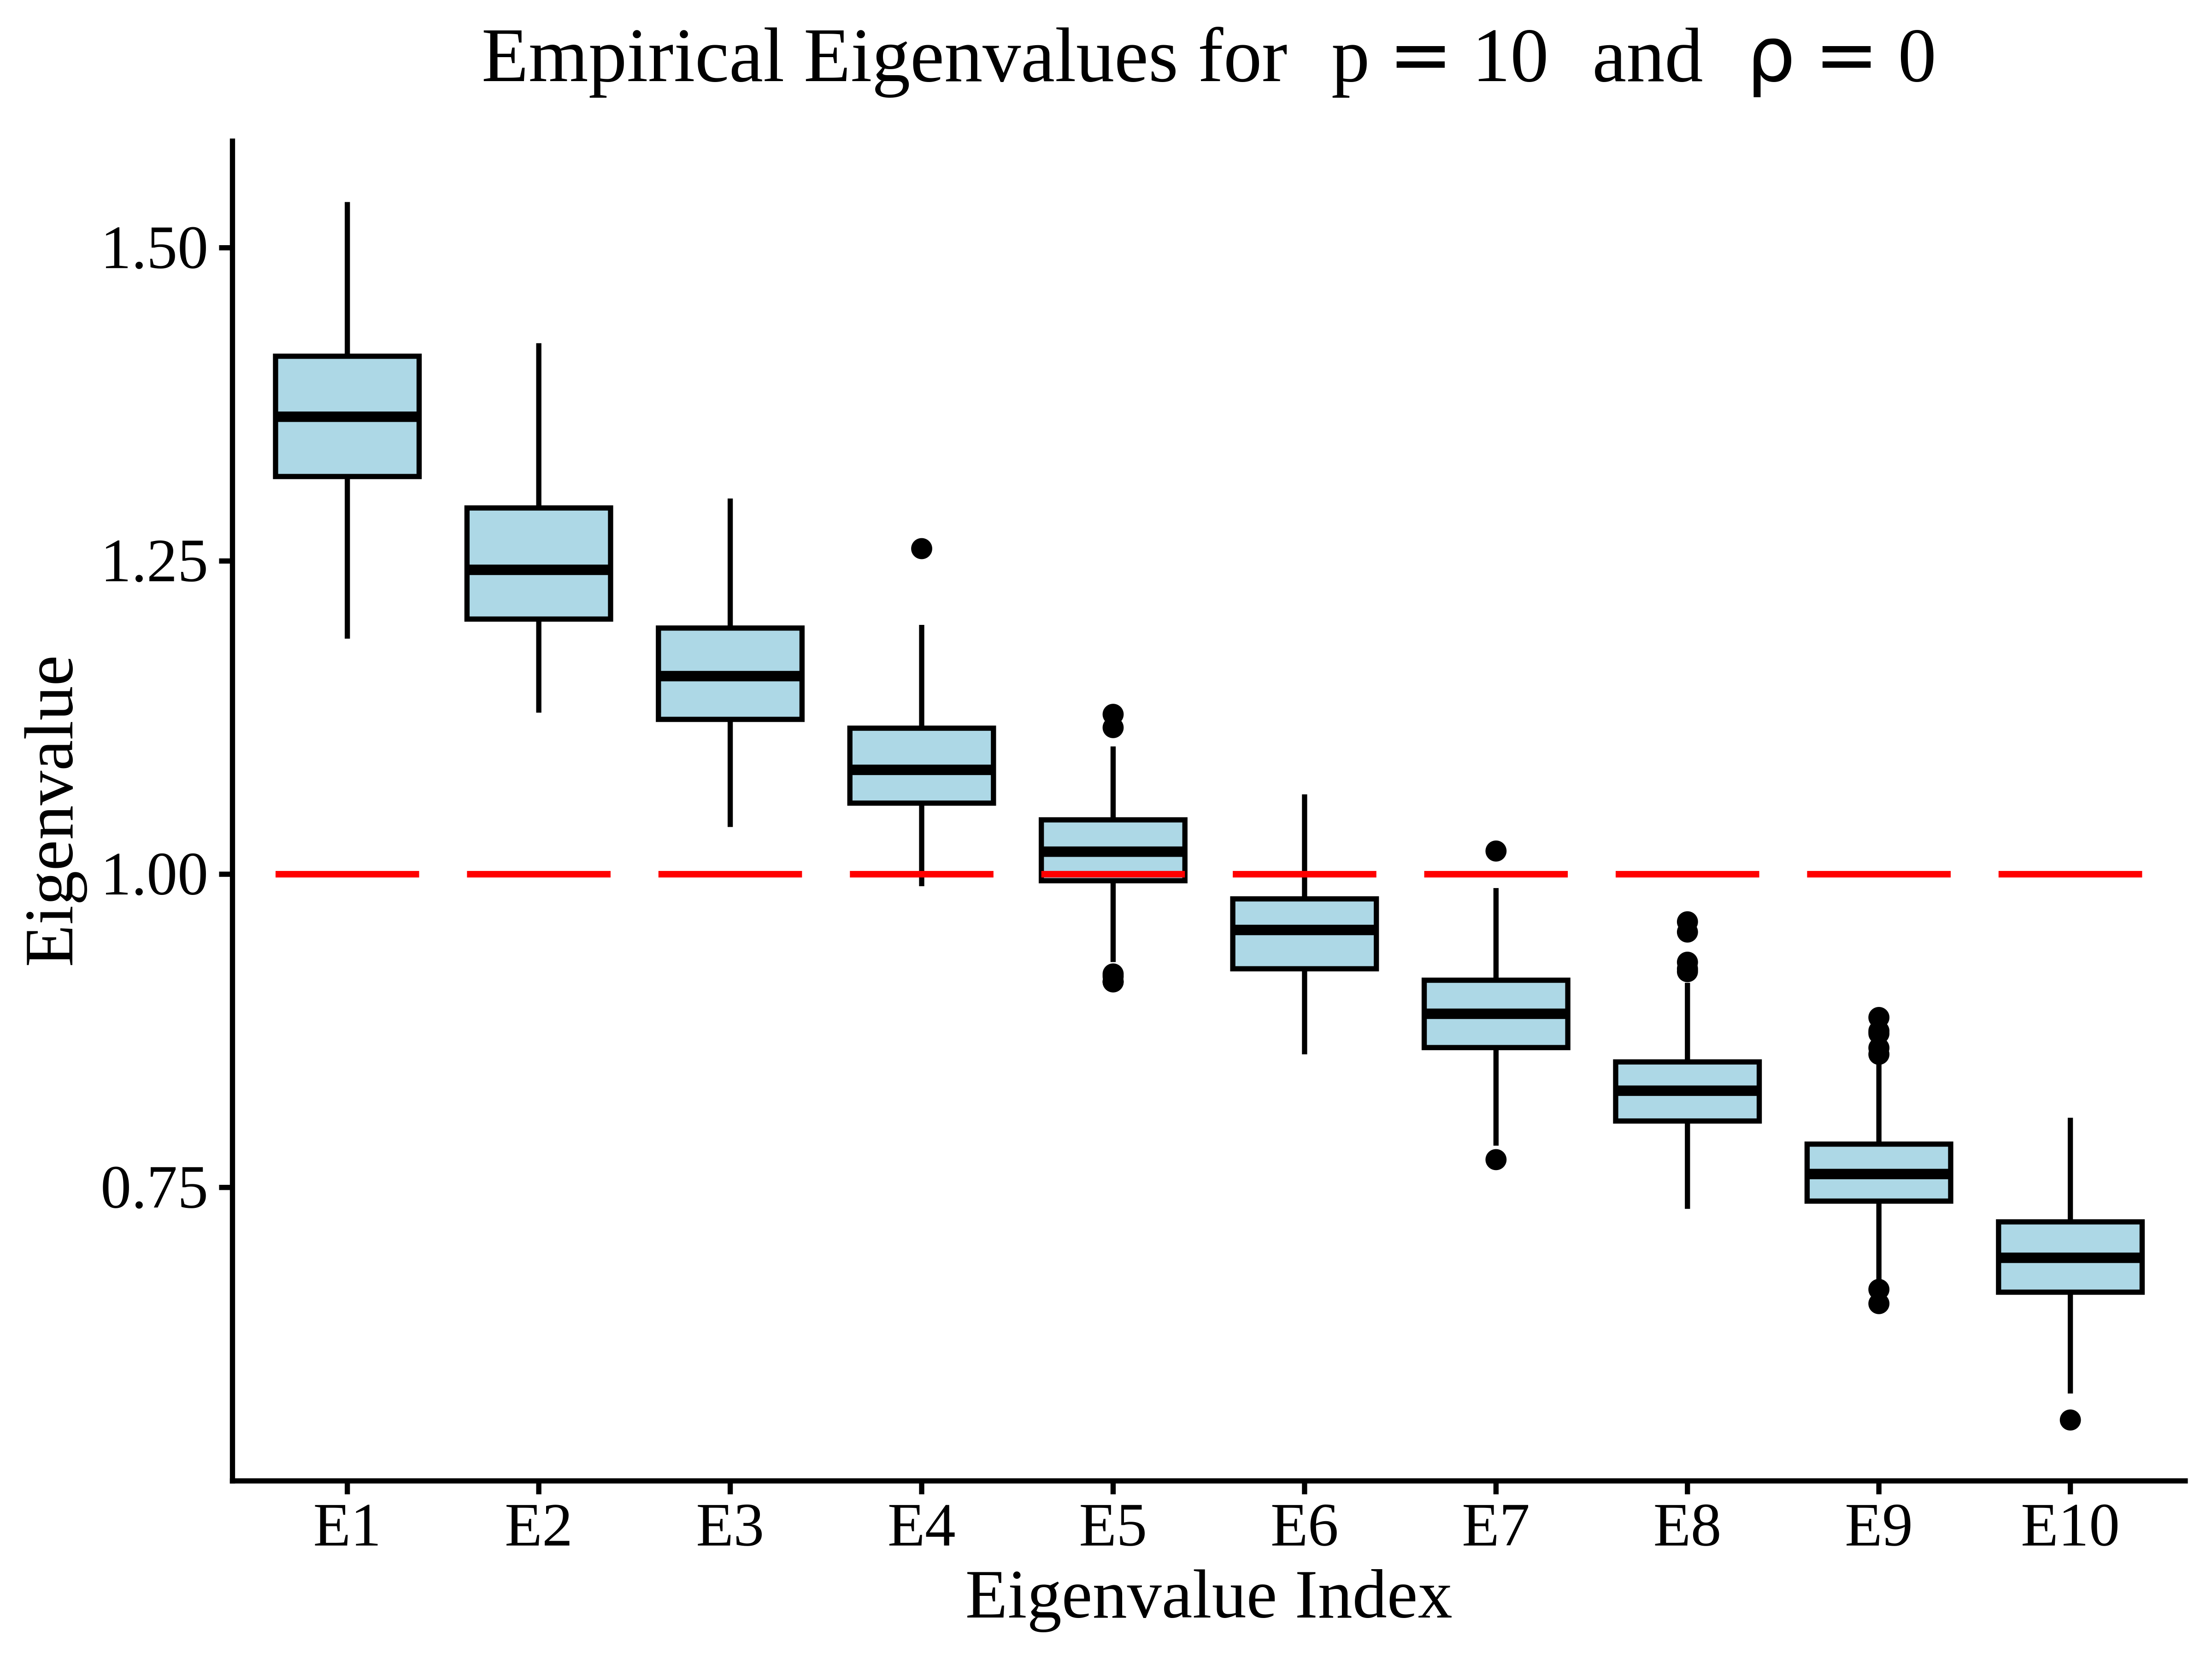 Empirical Eigenvalues for p = 10 and ρ = 0
Eigenvalue
1.50
1.25
1.00
0.75
E1 E2 E3 E4 E5 E6 E7 E8 E9 E10
Eigenvalue Index